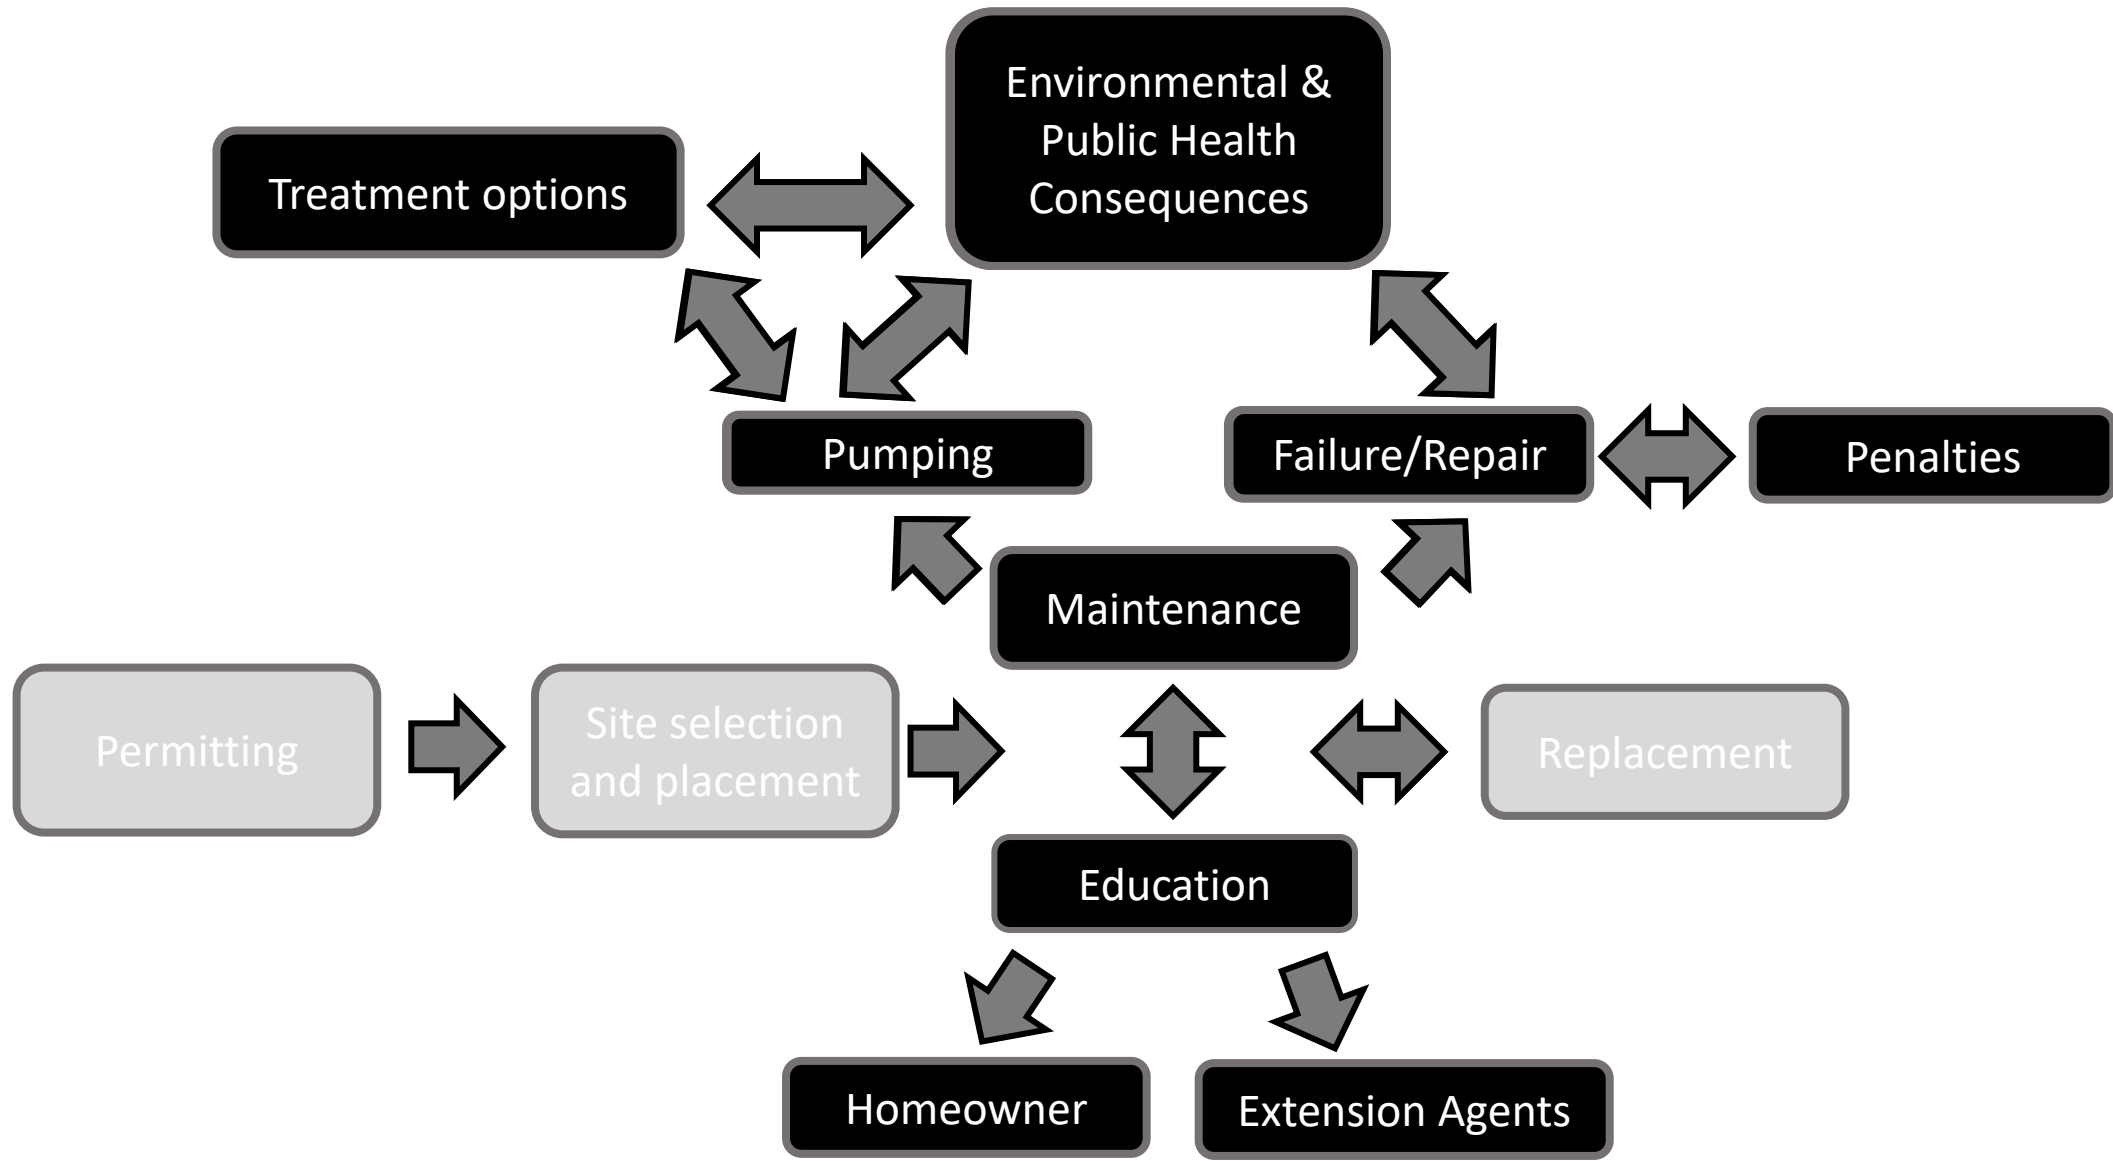 Environmental &
Public Health
Consequences
Treatment options
Pumping
Failure/Repair
Penalties
Maintenance
Permitting
Site selection
and placement
Replacement
Education
Homeowner
Extension Agents